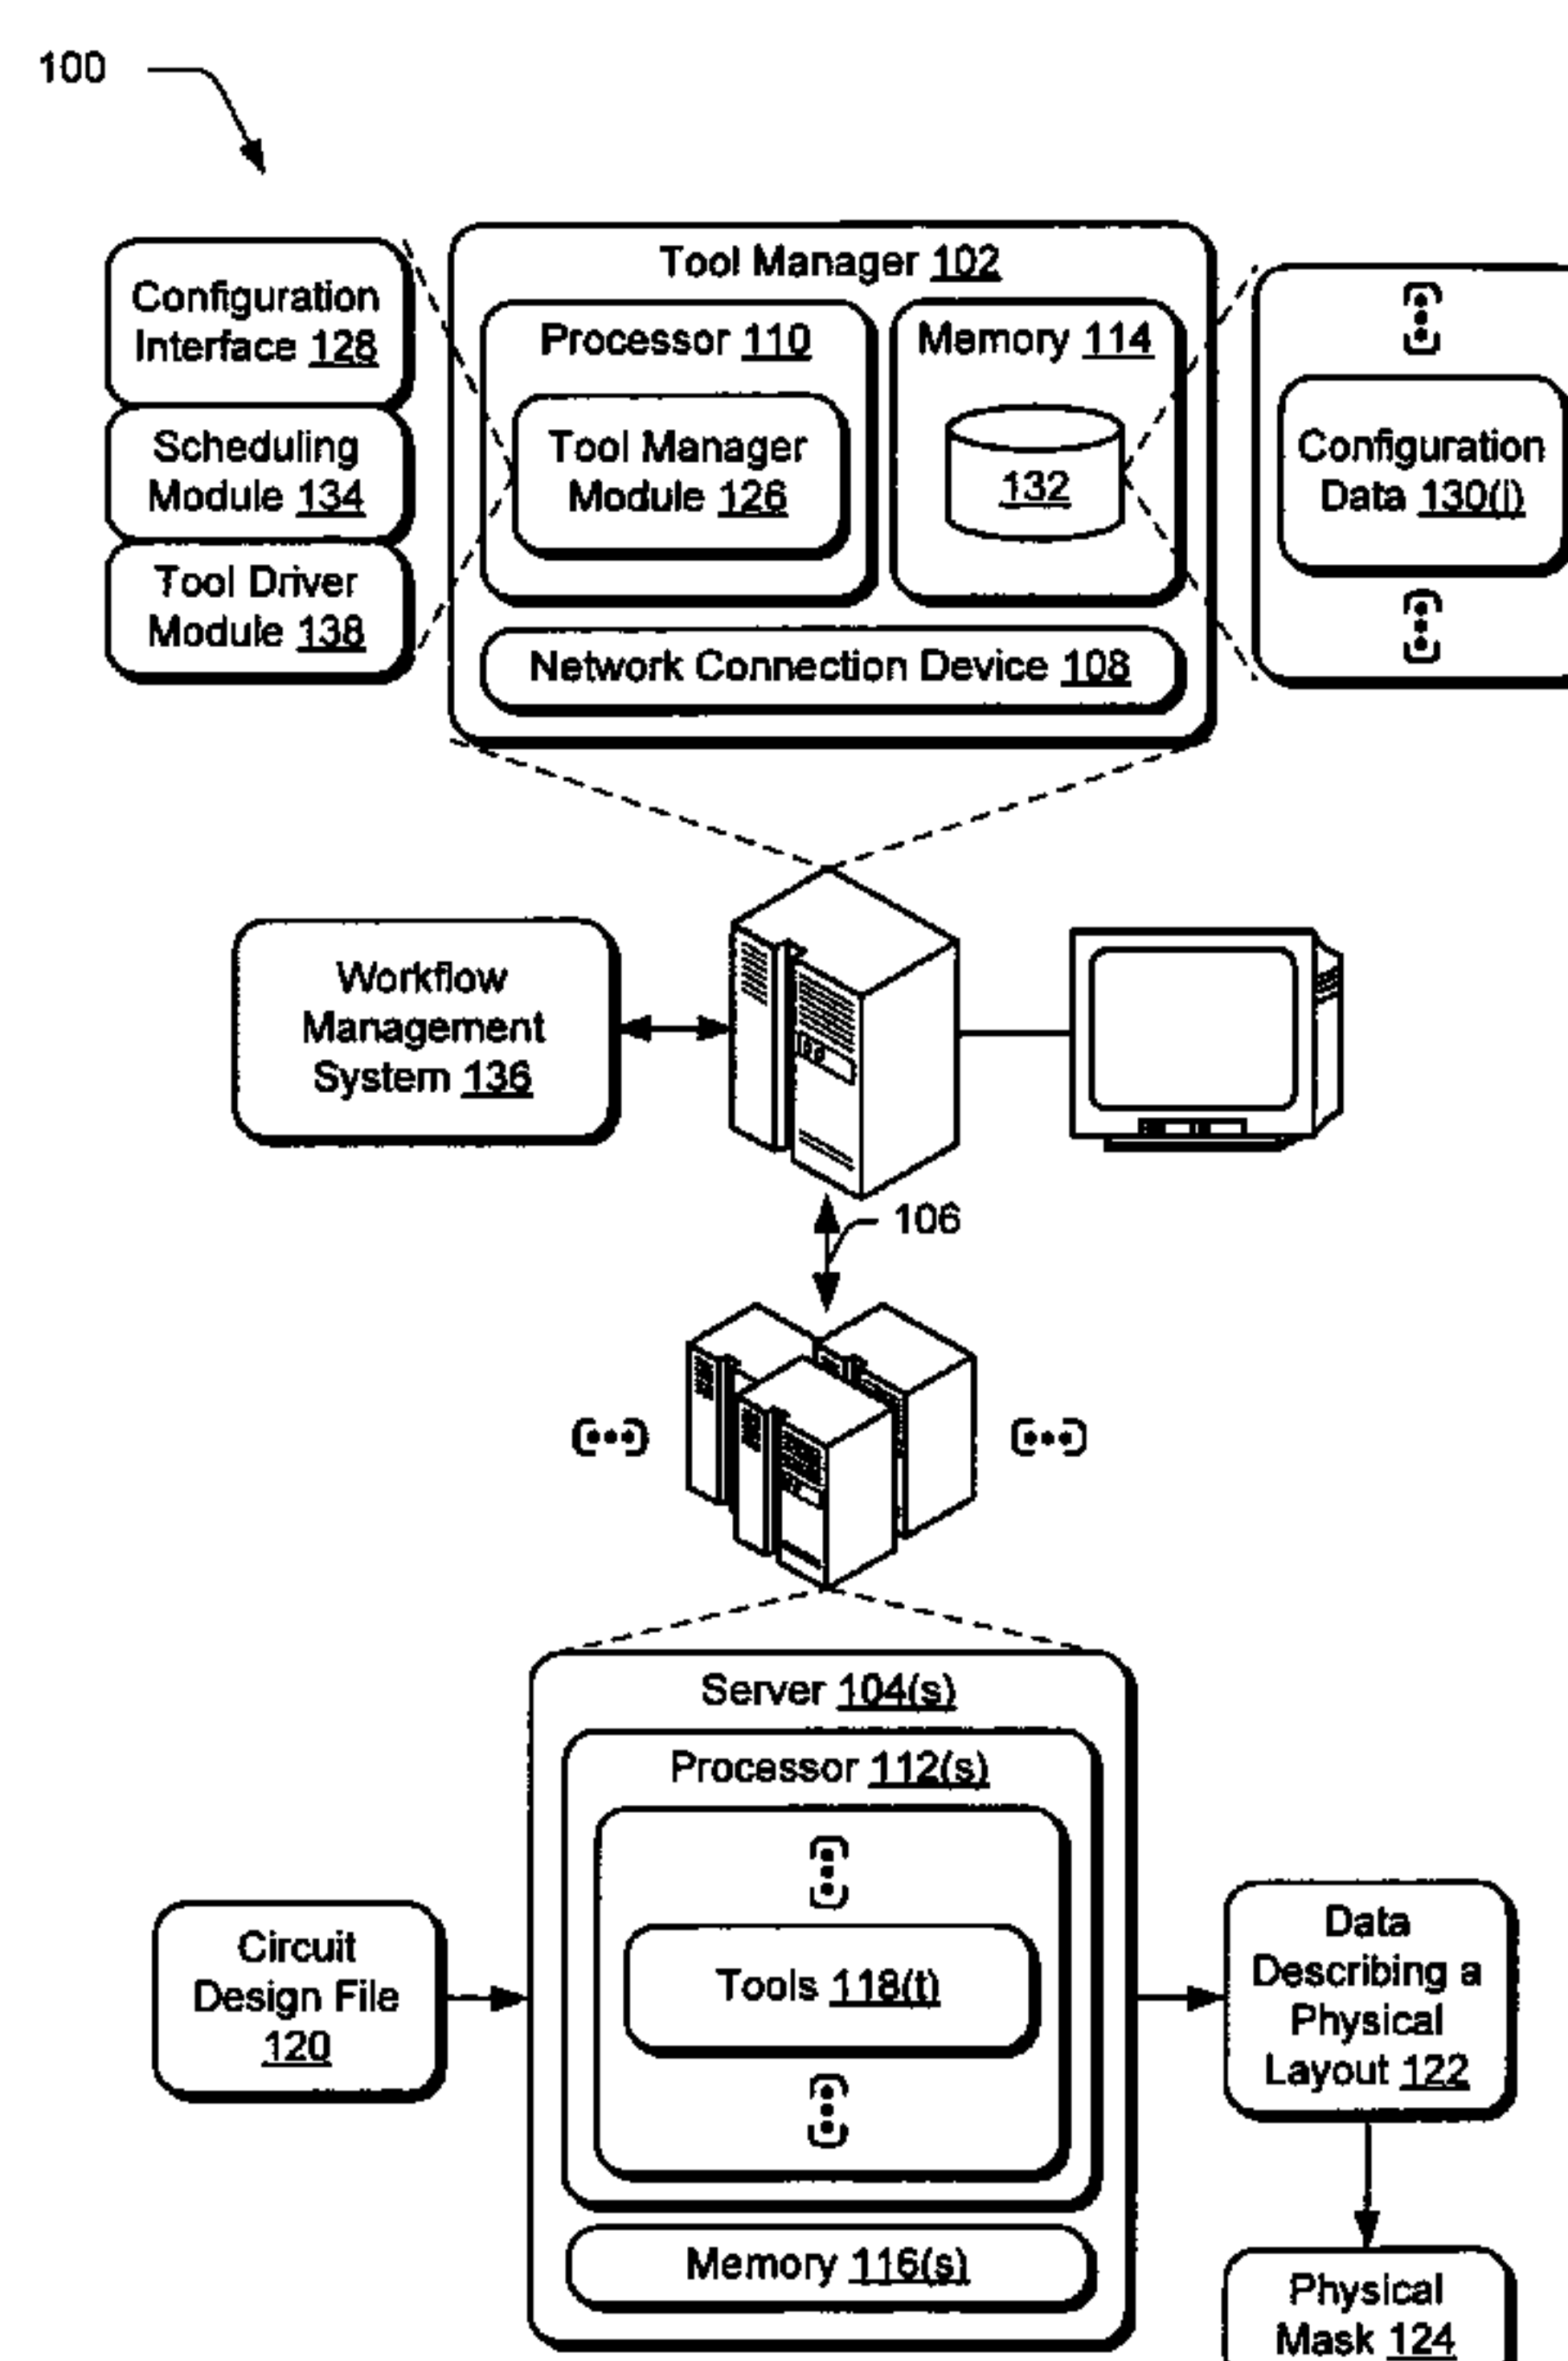 100
Tool Manager 102
Configuration
Interface 128
Scheduling
Module 134
Tool Driver
Module 138
Processor 110
Tool Manager
Module 126
Memory 114
132
Network Connection Device 108
Configuration
Data 130(j)
Workflow
Management
System 136
106
Server 104(s)
Processor 112(s)
Tools 118(t)
Memory 116(s)
Circuit
Design File
120
Data
Describing a
Physical
Layout 122
Physical
Mask 124